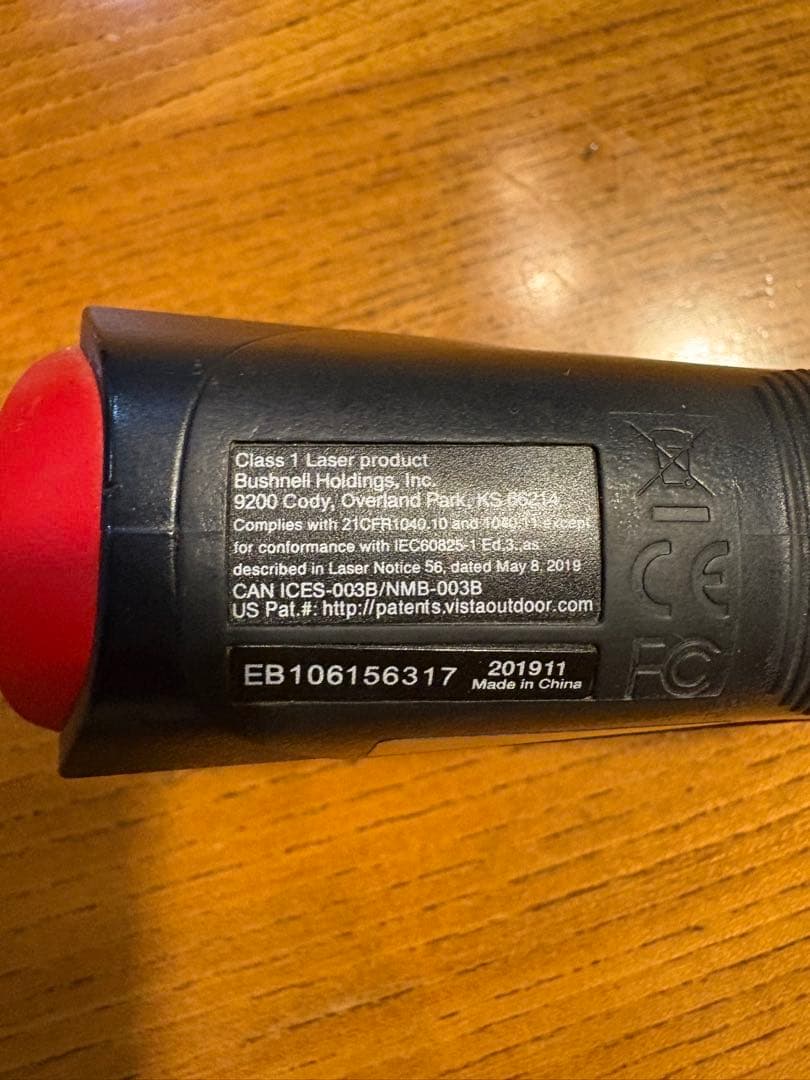 Class 1 Laser product
Bushnell Holdings, Inc.
9200 Cody, Overland Park, KS 66214
Complies with 21CFR1040.10 and 1040.11 except
for conformance with IEC60825-1 Ed.3.,as
described in Laser Notice 56, dated May 8, 2019
CAN ICES-003B/NMB-003B
US Pat.#: http://patents.vistaoutdoor.com
EB106156317 201911
Made in China
CE
FC